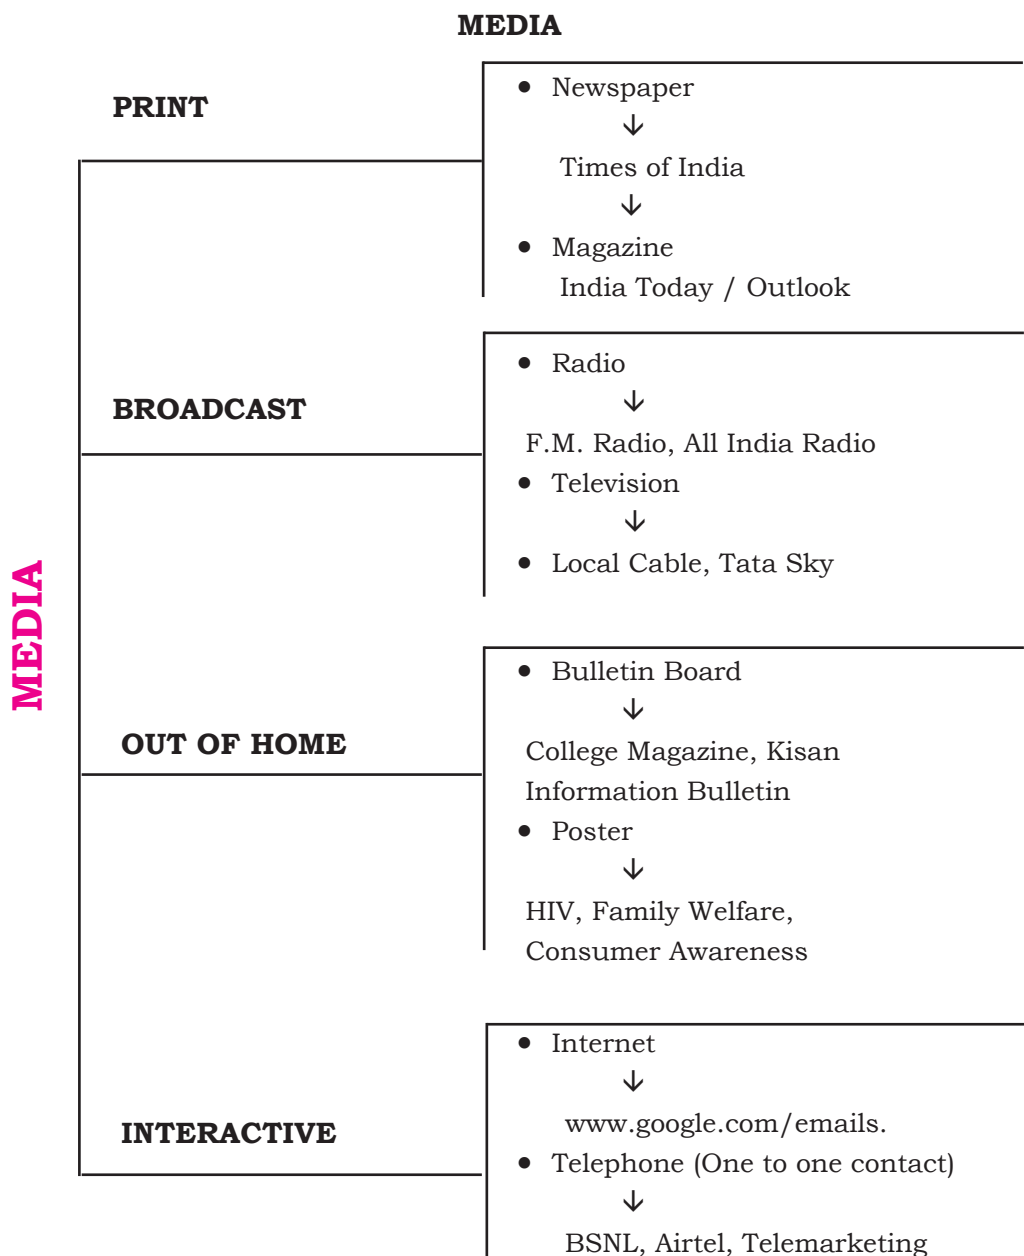 MEDIA
PRINT
• Newspaper
↓
Times of India
↓
• Magazine
India Today / Outlook
BROADCAST
• Radio
↓
F.M. Radio, All India Radio
• Television
↓
• Local Cable, Tata Sky
MEDIA
OUT OF HOME
• Bulletin Board
↓
College Magazine, Kisan
Information Bulletin
• Poster
↓
HIV, Family Welfare,
Consumer Awareness
INTERACTIVE
• Internet
↓
www.google.com/emails.
• Telephone (One to one contact)
↓
BSNL, Airtel, Telemarketing